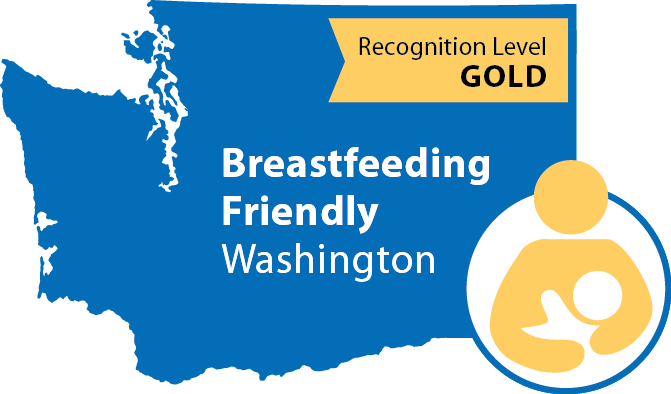 Recognition Level
GOLD
Breastfeeding
Friendly
Washington